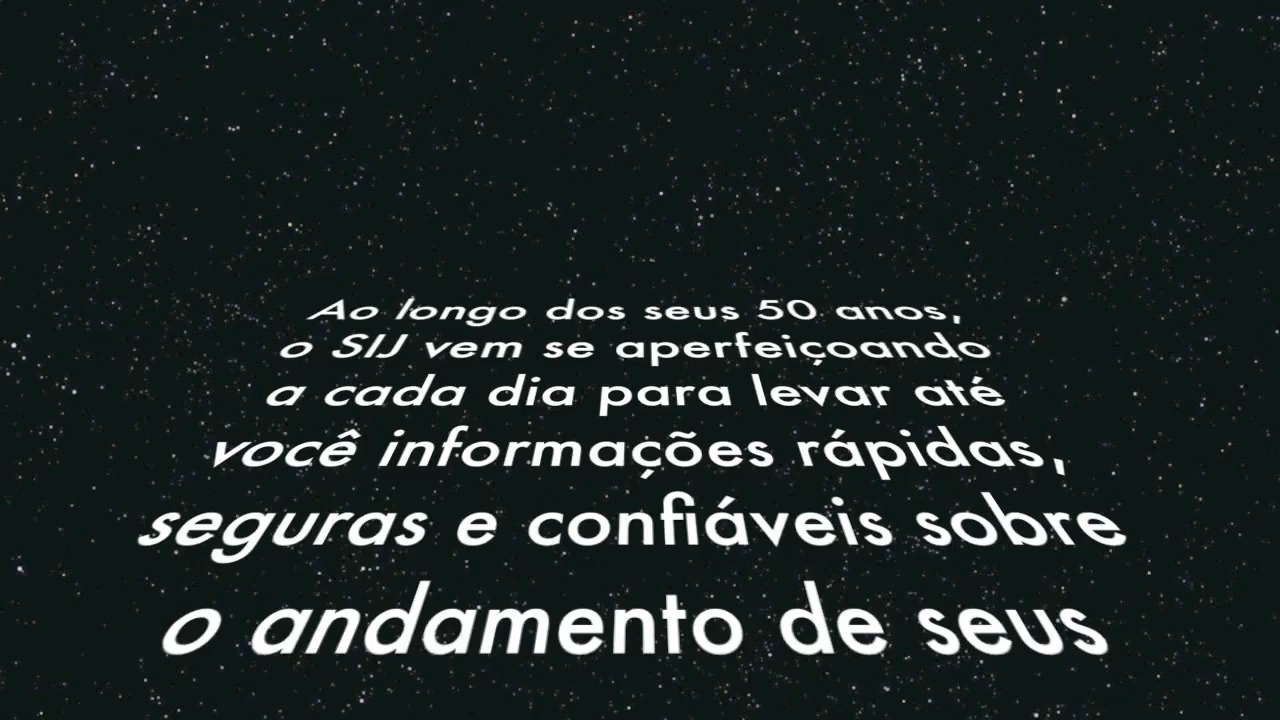 Ao longo dos seus 50 anos,
o SIJ vem se aperfeiçoando
a cada dia para levar até
você informações rápidas,
seguras e confiáveis sobre
o andamento de seus